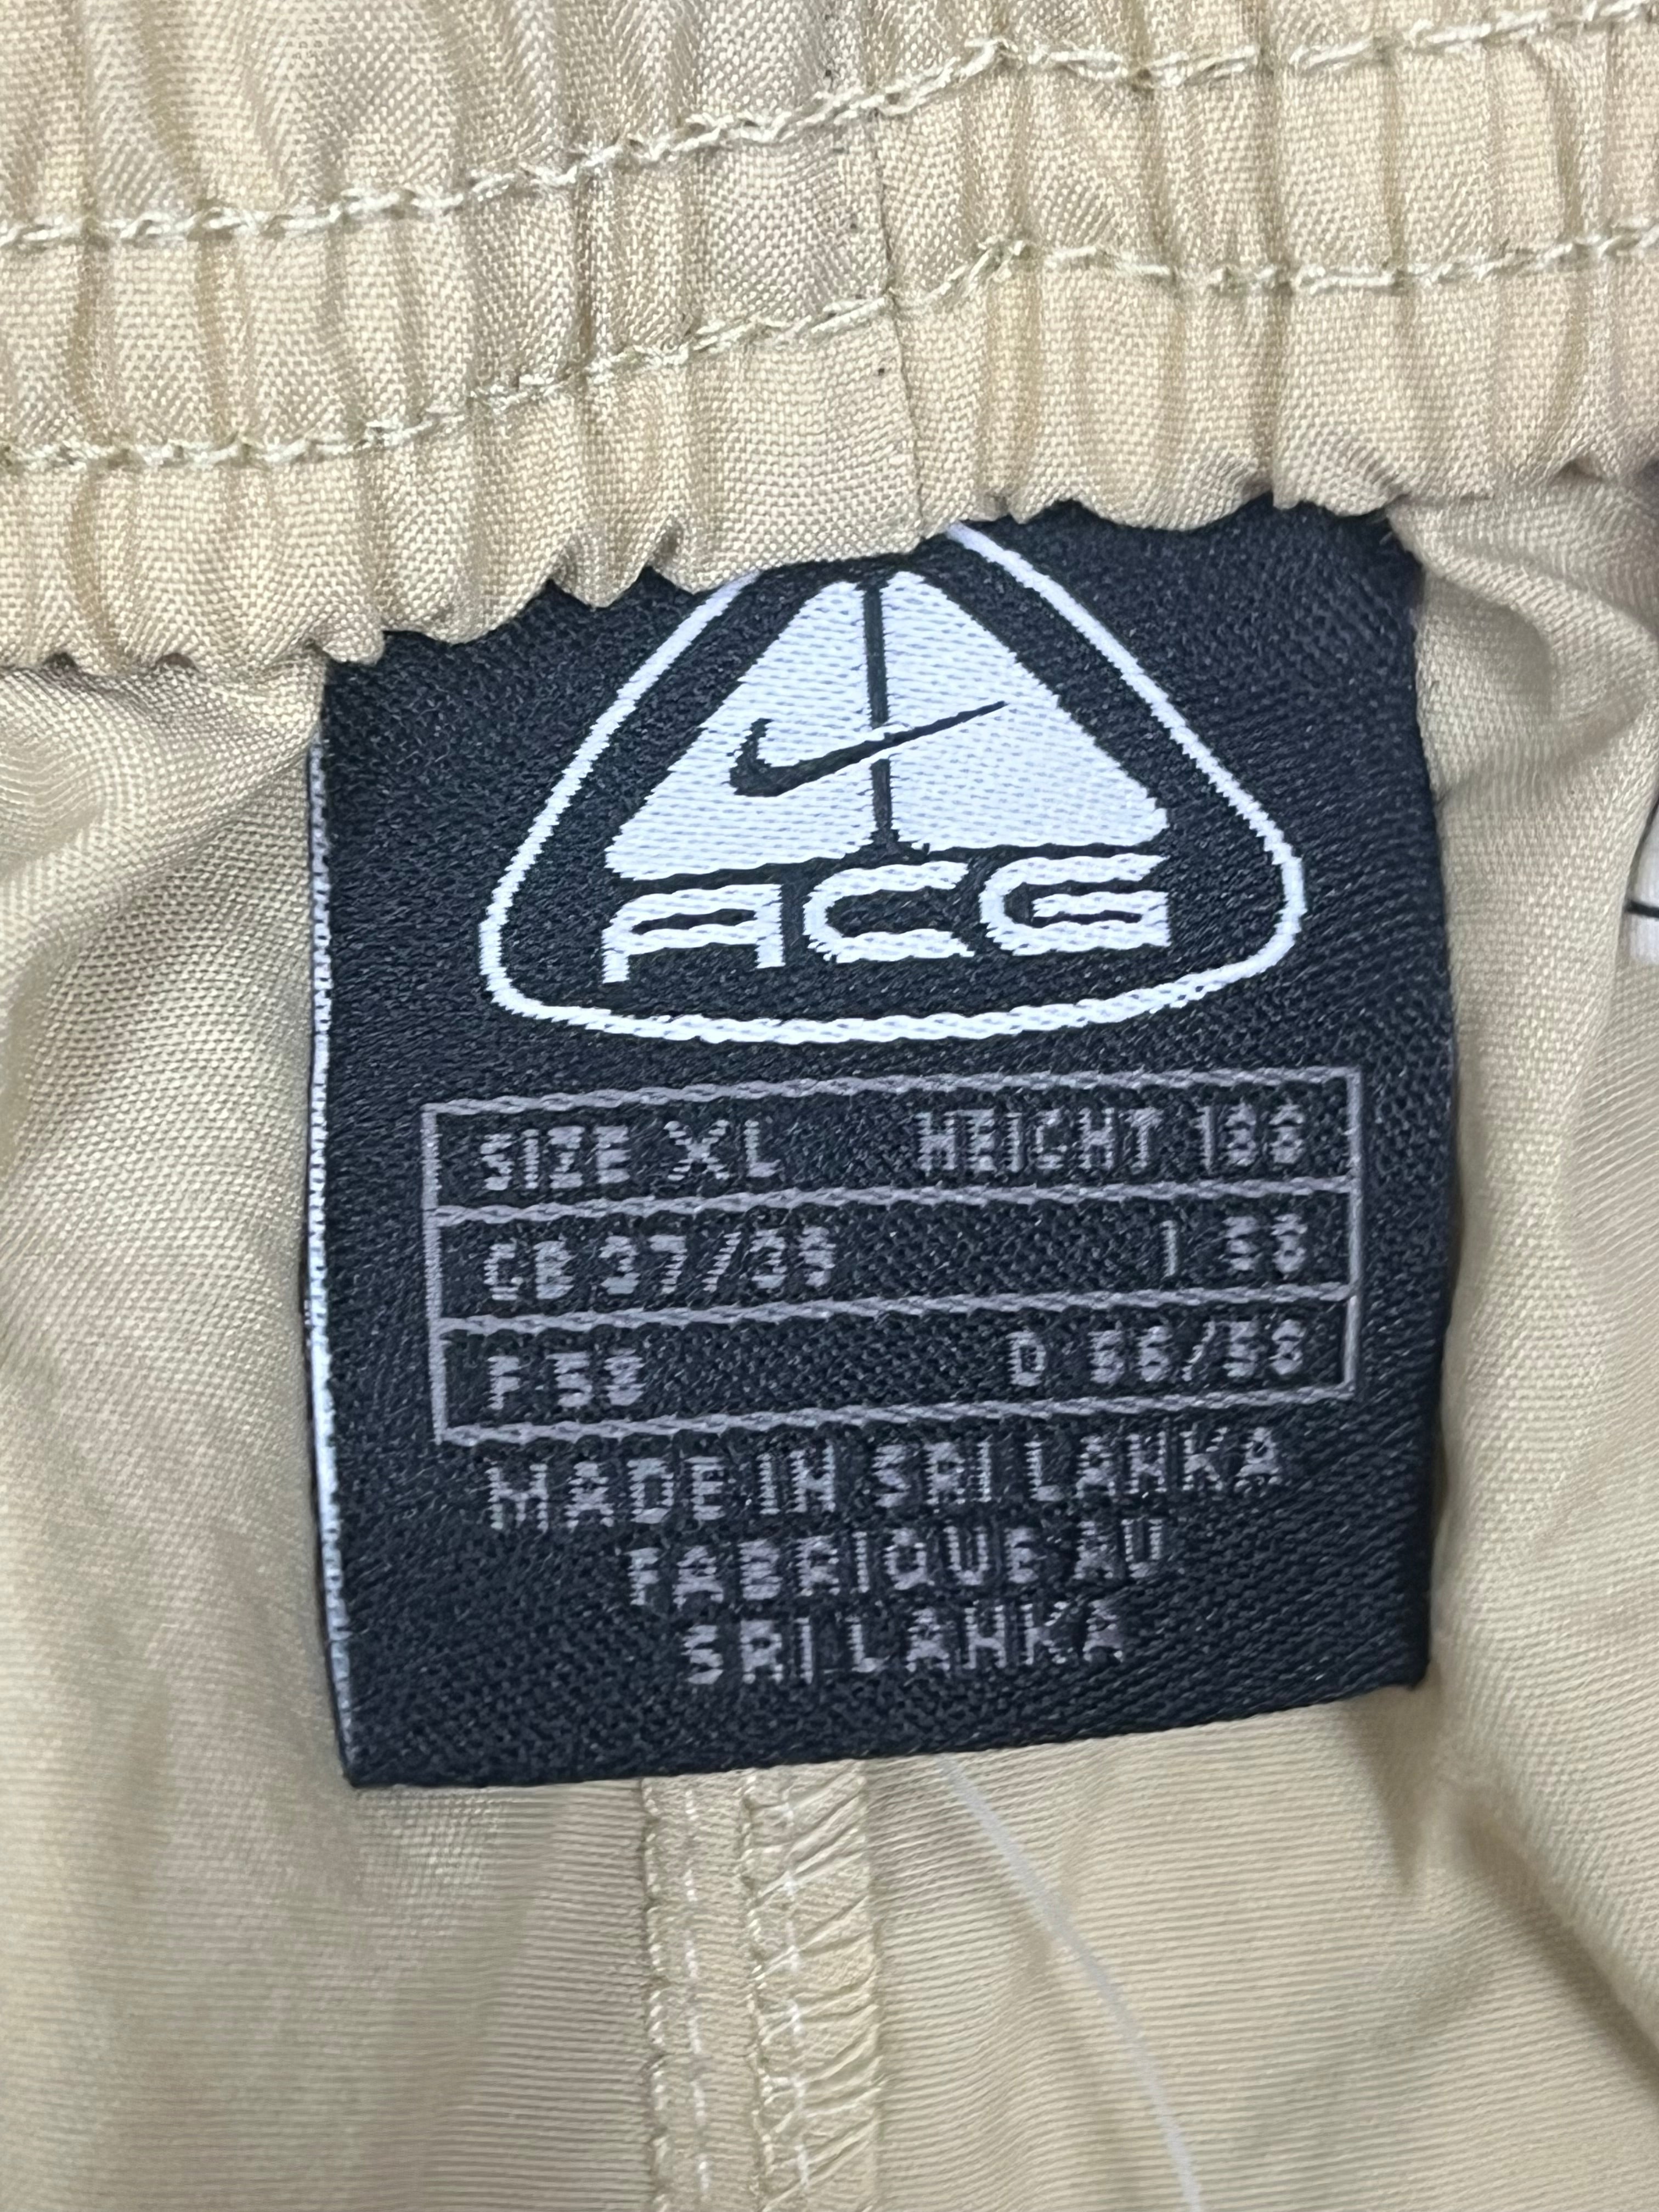 ACG
SIZE XL HEIGHT 188
GB 37/39 I 58
F 58 D 56/58
MADE IN SRI LANKA
FABRIQUE AU
SRI LANKA